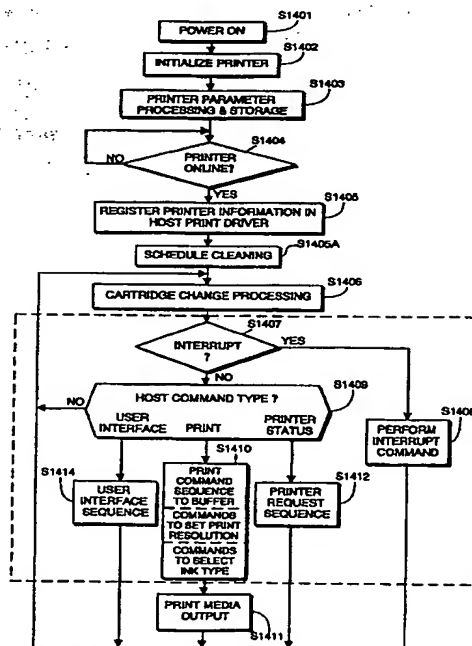 S1401
POWER ON
S1402
INITIALIZE PRINTER
S1403
PRINTER PARAMETER
PROCESSING & STORAGE
S1404
PRINTER
ONLINE?
NO
YES
S1405
REGISTER PRINTER INFORMATION IN
HOST PRINT DRIVER
S1405A
SCHEDULE CLEANING
S1406
CARTRIDGE CHANGE PROCESSING
S1407
INTERRUPT
?
YES
NO
S1409
HOST COMMAND TYPE ?
NO
USER
INTERFACE
PRINT
PRINTER
STATUS
S1408
PERFORM
INTERRUPT
COMMAND
S1414
USER
INTERFACE
SEQUENCE
S1410
PRINT
COMMAND
SEQUENCE
TO BUFFER
COMMANDS
TO SET PRINT
RESOLUTION
COMMANDS
TO SELECT
INK TYPE
S1412
PRINTER
REQUEST
SEQUENCE
PRINT MEDIA
OUTPUT
S1411